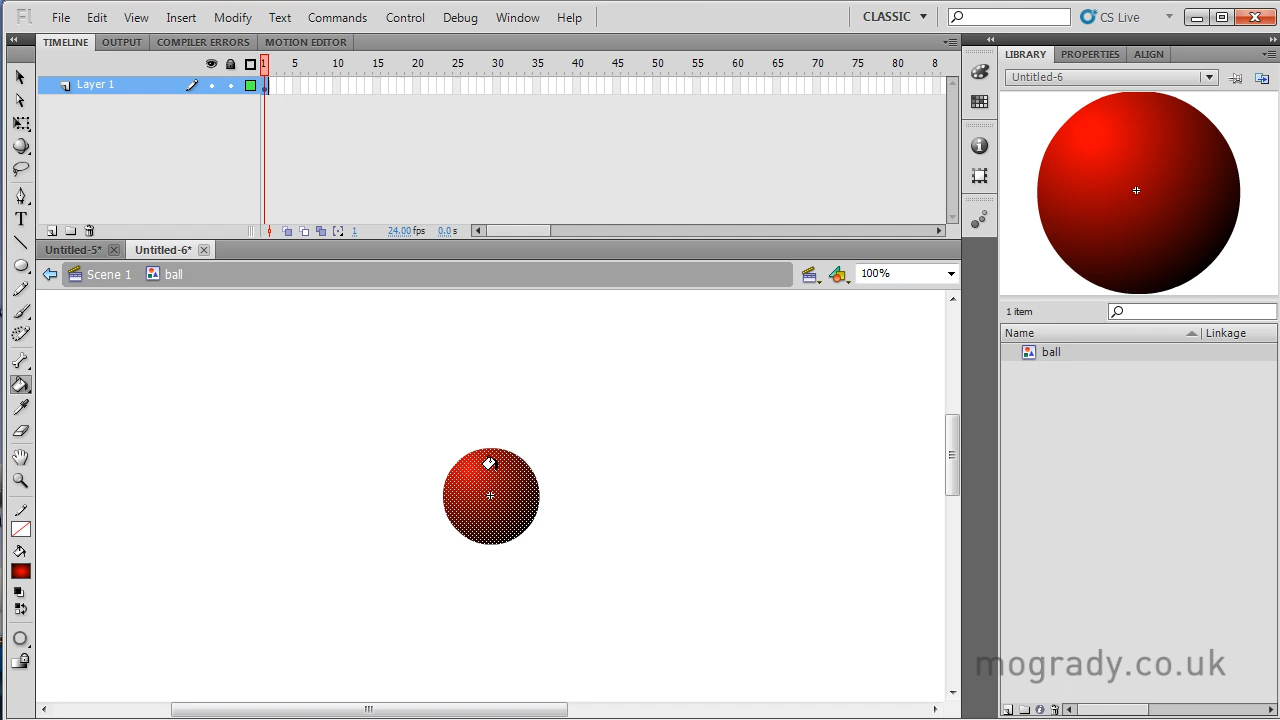 Fl File Edit View Insert Modify Text Commands Control Debug Window Help CLASSIC CS Live
TIMELINE OUTPUT COMPILER ERRORS MOTION EDITOR
1 5 10 15 20 25 30 35 40 45 50 55 60 65 70 75 80 8
Layer 1
1 24.00 fps 0.0 s
Untitled-5* Untitled-6*
Scene 1 ball 100%
LIBRARY PROPERTIES ALIGN
Untitled-6
1 item
Name Linkage
ball
T
mogrady.co.uk